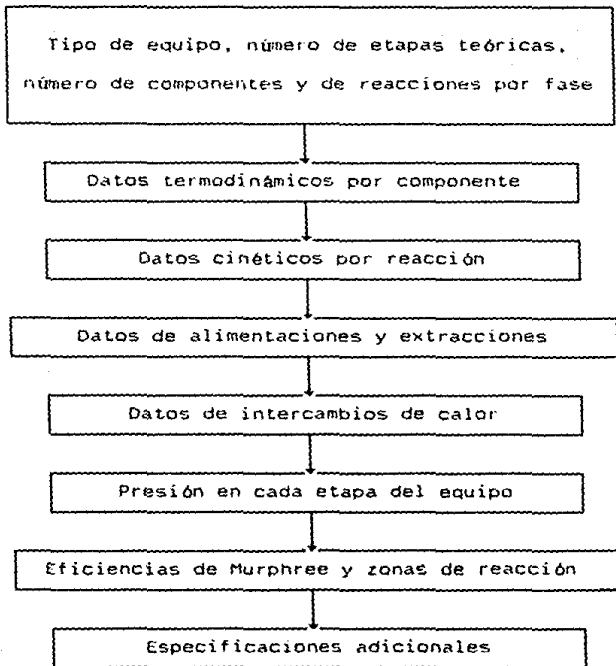 Tipo de equipo, número de etapas teóricas,
número de componentes y de reacciones por fase
Datos termodinámicos por componente
Datos cinéticos por reacción
Datos de alimentaciones y extracciones
Datos de intercambios de calor
Presión en cada etapa del equipo
Eficiencias de Murphree y zonas de reacción
Especificaciones adicionales